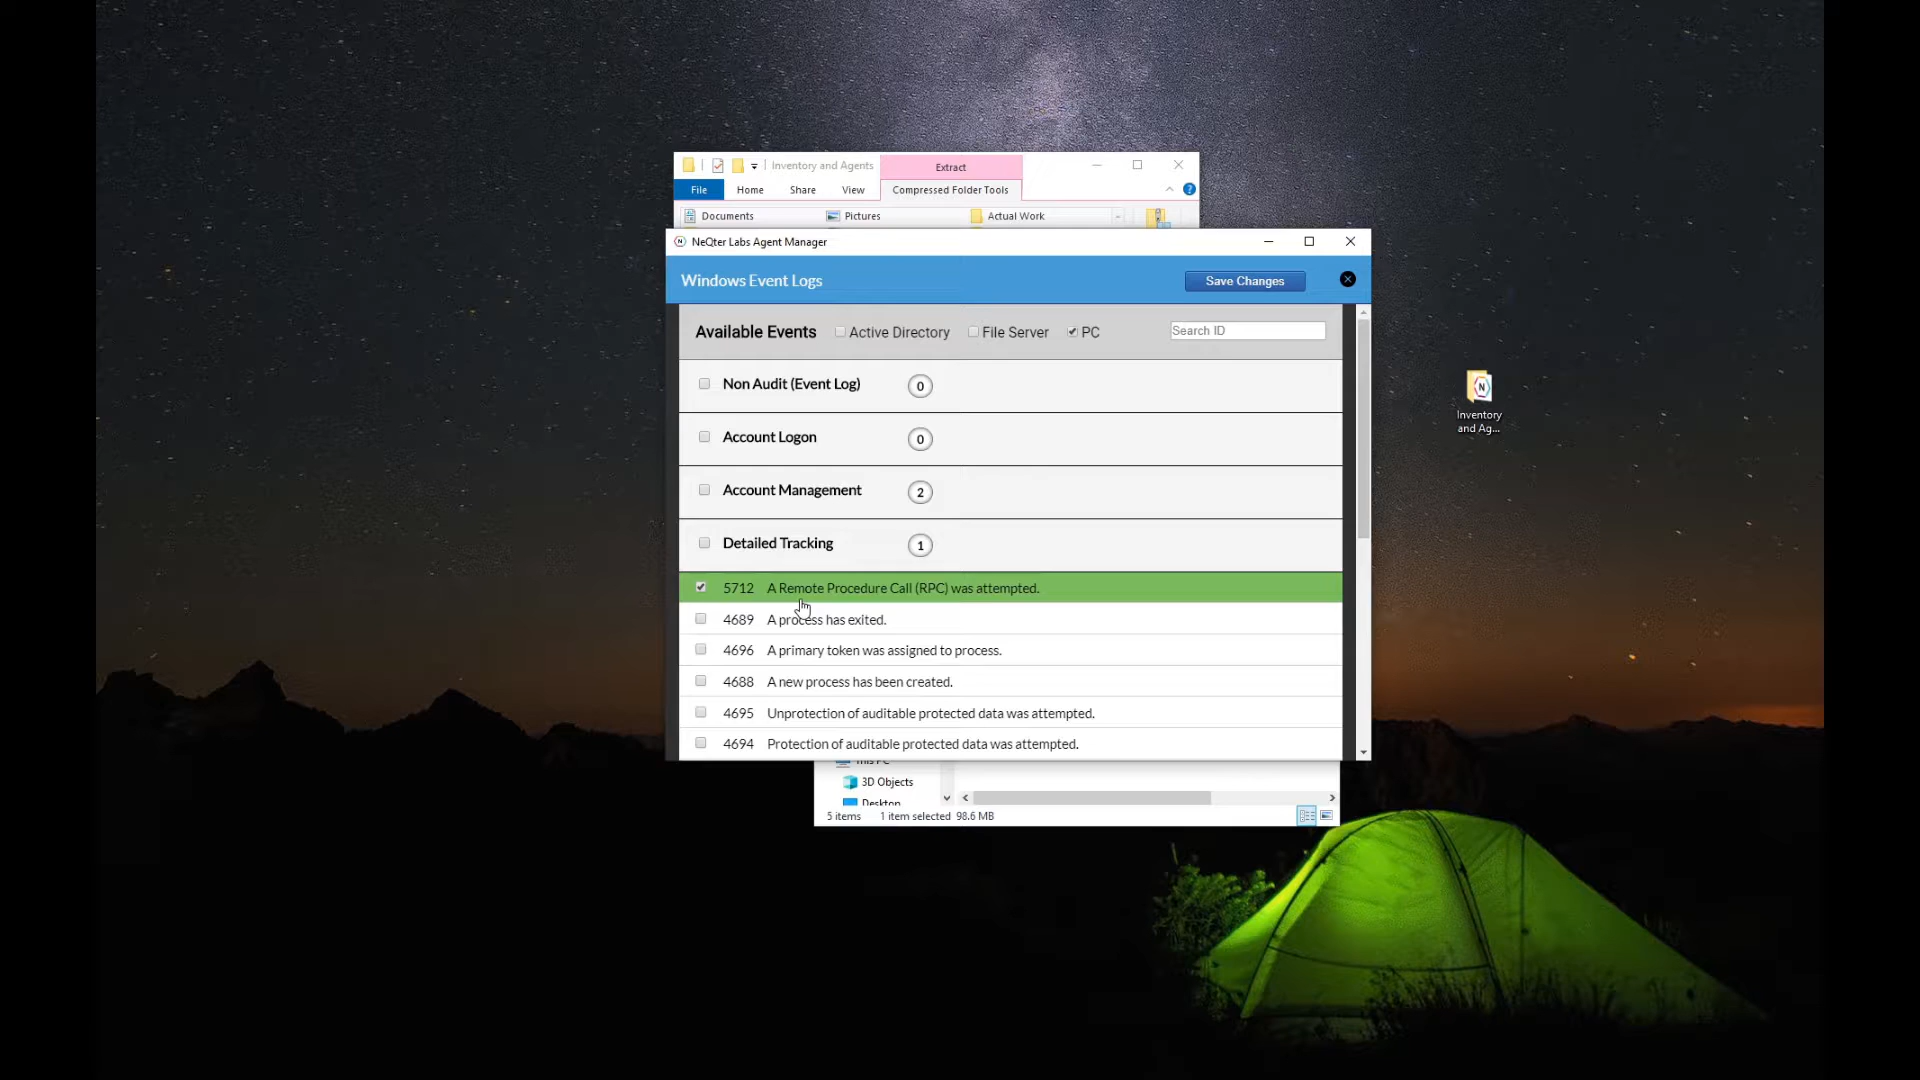 Inventory and Agents
Extract
File
Home
Share
View
Compressed Folder Tools
Documents
Pictures
Actual Work
NeQter Labs Agent Manager
Windows Event Logs
Save Changes
Available Events
Active Directory
File Server
PC
Search ID
Non Audit (Event Log)
0
Account Logon
0
Account Management
2
Detailed Tracking
1
5712 A Remote Procedure Call (RPC) was attempted.
4689 A process has exited.
4696 A primary token was assigned to process.
4688 A new process has been created.
4695 Unprotection of auditable protected data was attempted.
4694 Protection of auditable protected data was attempted.
This PC
3D Objects
Desktop
5 items 1 item selected 98.6 MB
Inventory
and Ag...